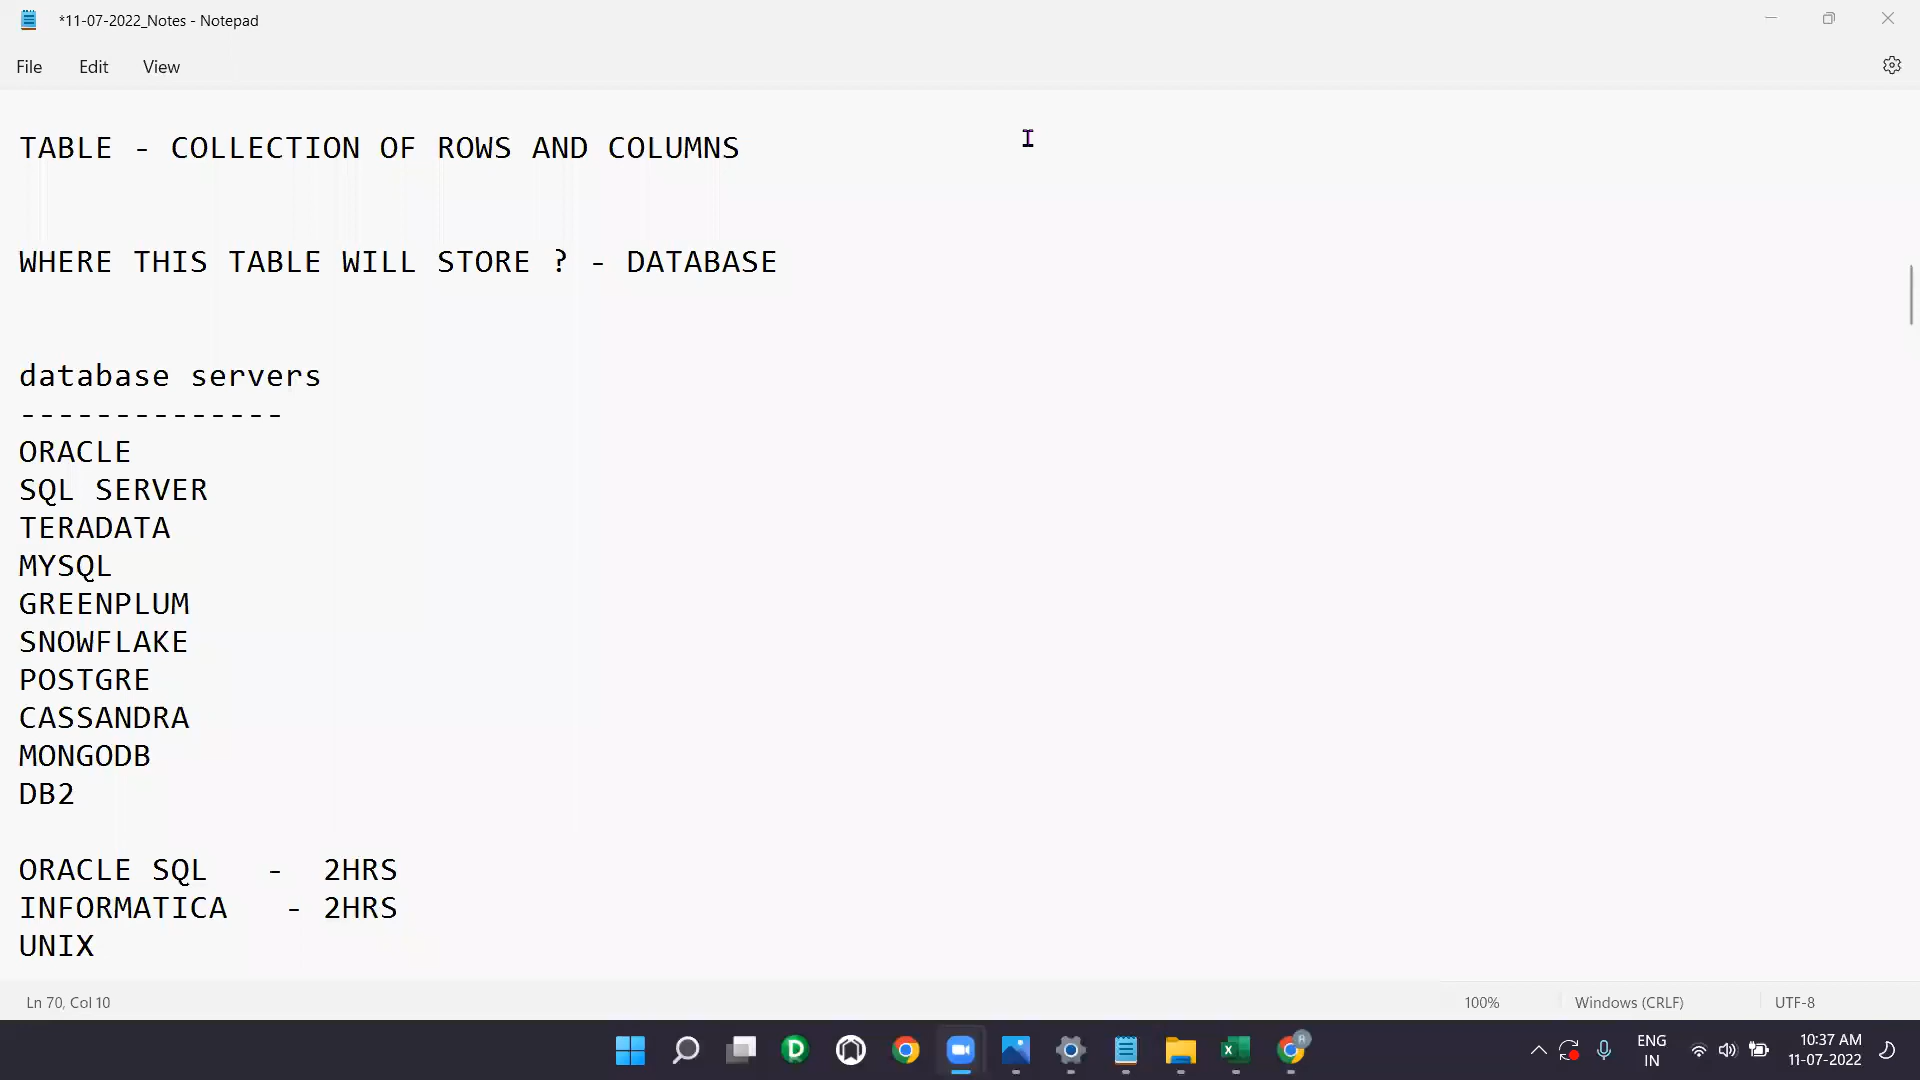 *11-07-2022_Notes - Notepad
File Edit View
TABLE - COLLECTION OF ROWS AND COLUMNS
WHERE THIS TABLE WILL STORE ? - DATABASE
database servers
--------------
ORACLE
SQL SERVER
TERADATA
MYSQL
GREENPLUM
SNOWFLAKE
POSTGRE
CASSANDRA
MONGODB
DB2
ORACLE SQL   -  2HRS
INFORMATICA   - 2HRS
UNIX
Ln 70, Col 10 100% Windows (CRLF) UTF-8
D R ENG 10:37 AM
IN 11-07-2022